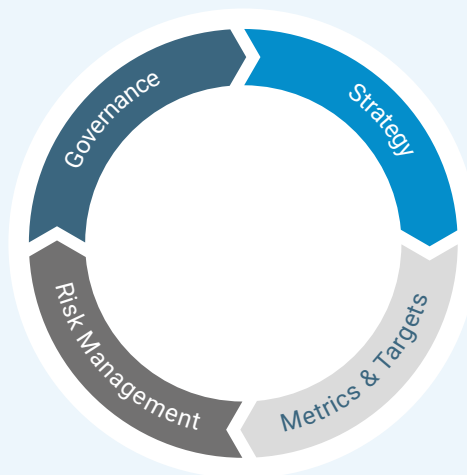 Governance
Strategy
Metrics & Targets
Risk Management